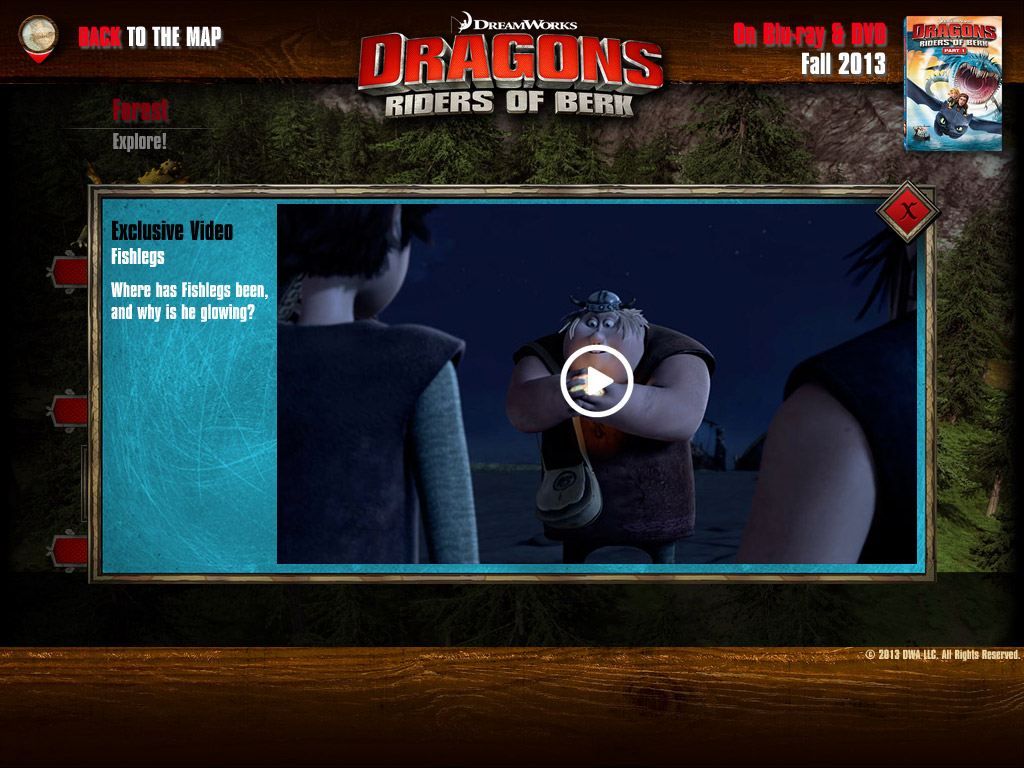 BACK TO THE MAP
DREAMWORKS
DRAGONS
RIDERS OF BERK
On Blu-ray & DVD
Fall 2013
DRAGONS
RIDERS OF BERK
PART 1
Forest
Explore!
X
Exclusive Video
Fishlegs
Where has Fishlegs been,
and why is he glowing?
© 2013 DWA LLC. All Rights Reserved.